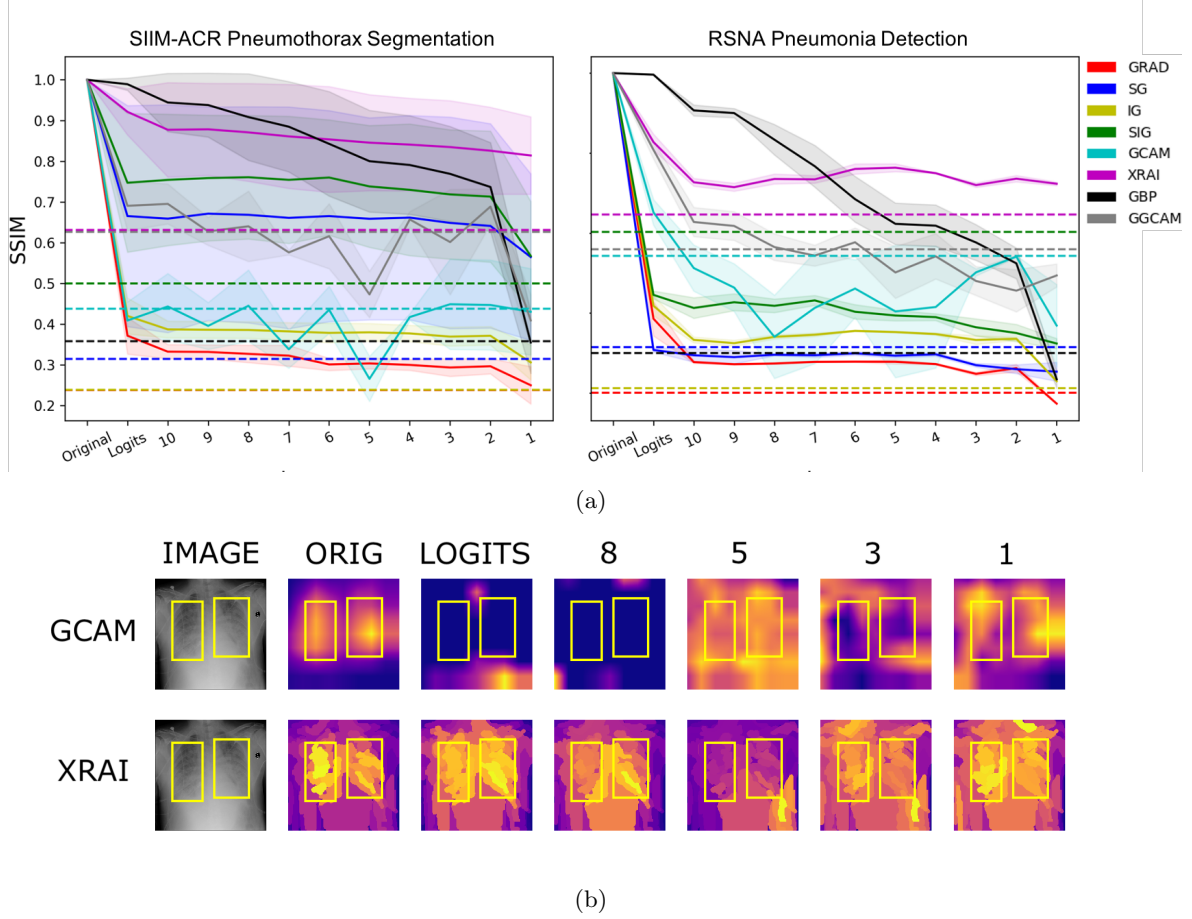 SIIM-ACR Pneumothorax Segmentation
RSNA Pneumonia Detection
SSIM
1.0
0.9
0.8
0.7
0.6
0.5
0.4
0.3
0.2
Original Logits 10 9 8 7 6 5 4 3 2 1
Original Logits 10 9 8 7 6 5 4 3 2 1
GRAD
SG
IG
SIG
GCAM
XRAI
GBP
GGCAM
(a)
IMAGE ORIG LOGITS 8 5 3 1
GCAM
XRAI
(b)